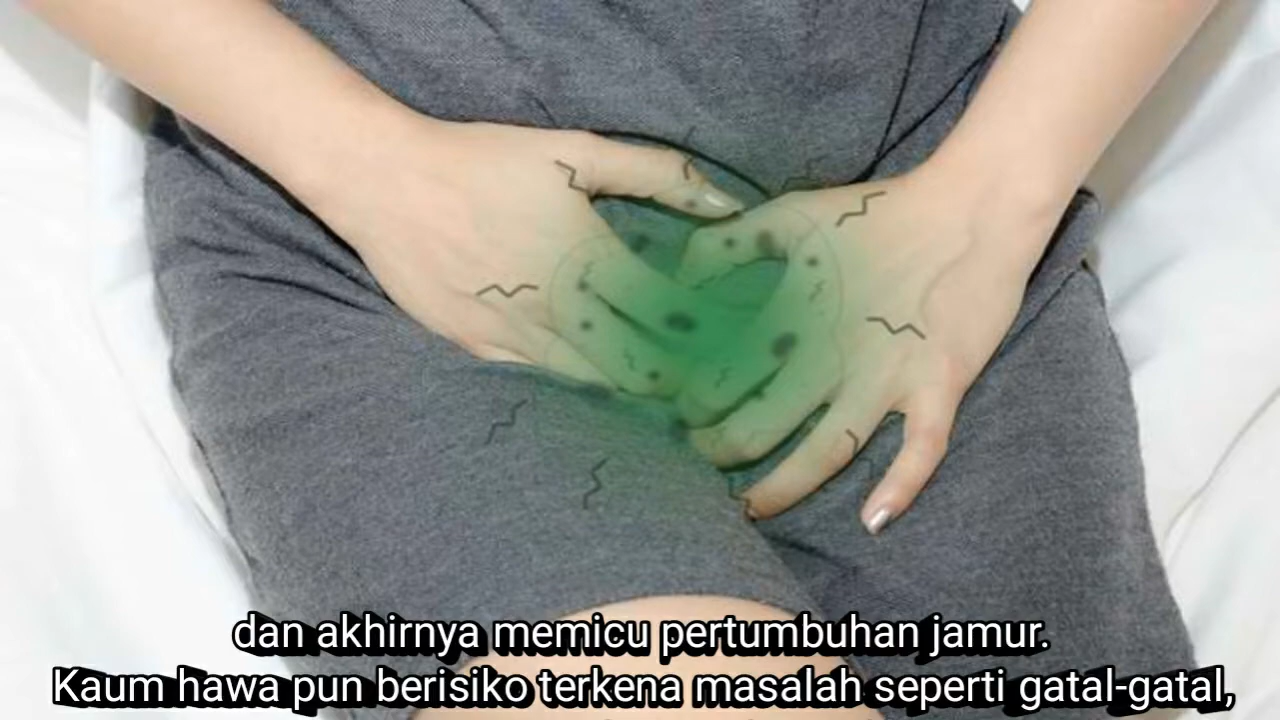 dan akhirnya memicu pertumbuhan jamur.
Kaum hawa pun berisiko terkena masalah seperti gatal-gatal,